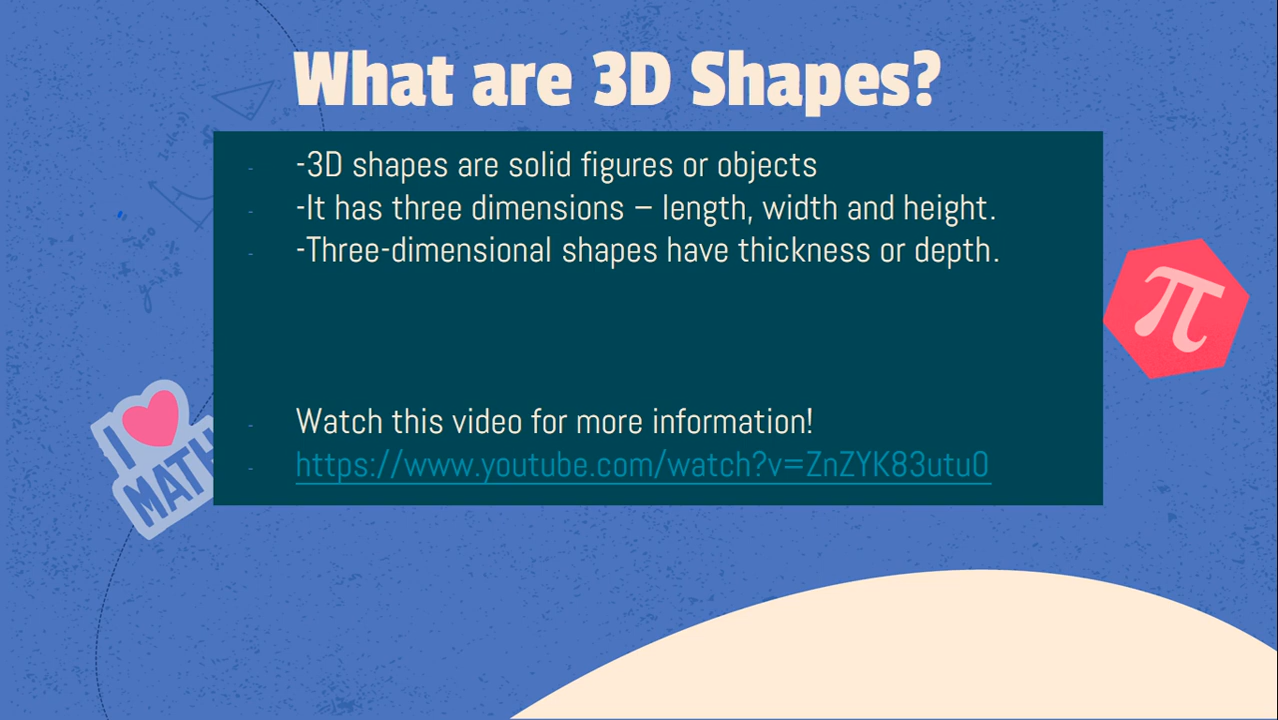 What are 3D Shapes?
- -3D shapes are solid figures or objects
- -It has three dimensions – length, width and height.
- -Three-dimensional shapes have thickness or depth.
- Watch this video for more information!
- https://www.youtube.com/watch?v=ZnZYK83utu0
I
MATH
π